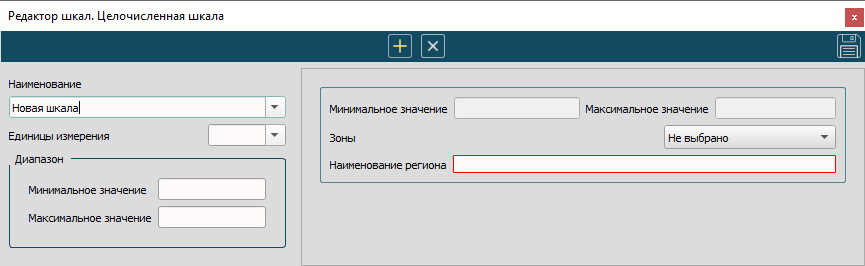 Редактор шкал. Целочисленная шкала
Наименование
Новая шкала
Единицы измерения
Диапазон
Минимальное значение
Максимальное значение
Минимальное значение Максимальное значение
Зоны Не выбрано
Наименование региона